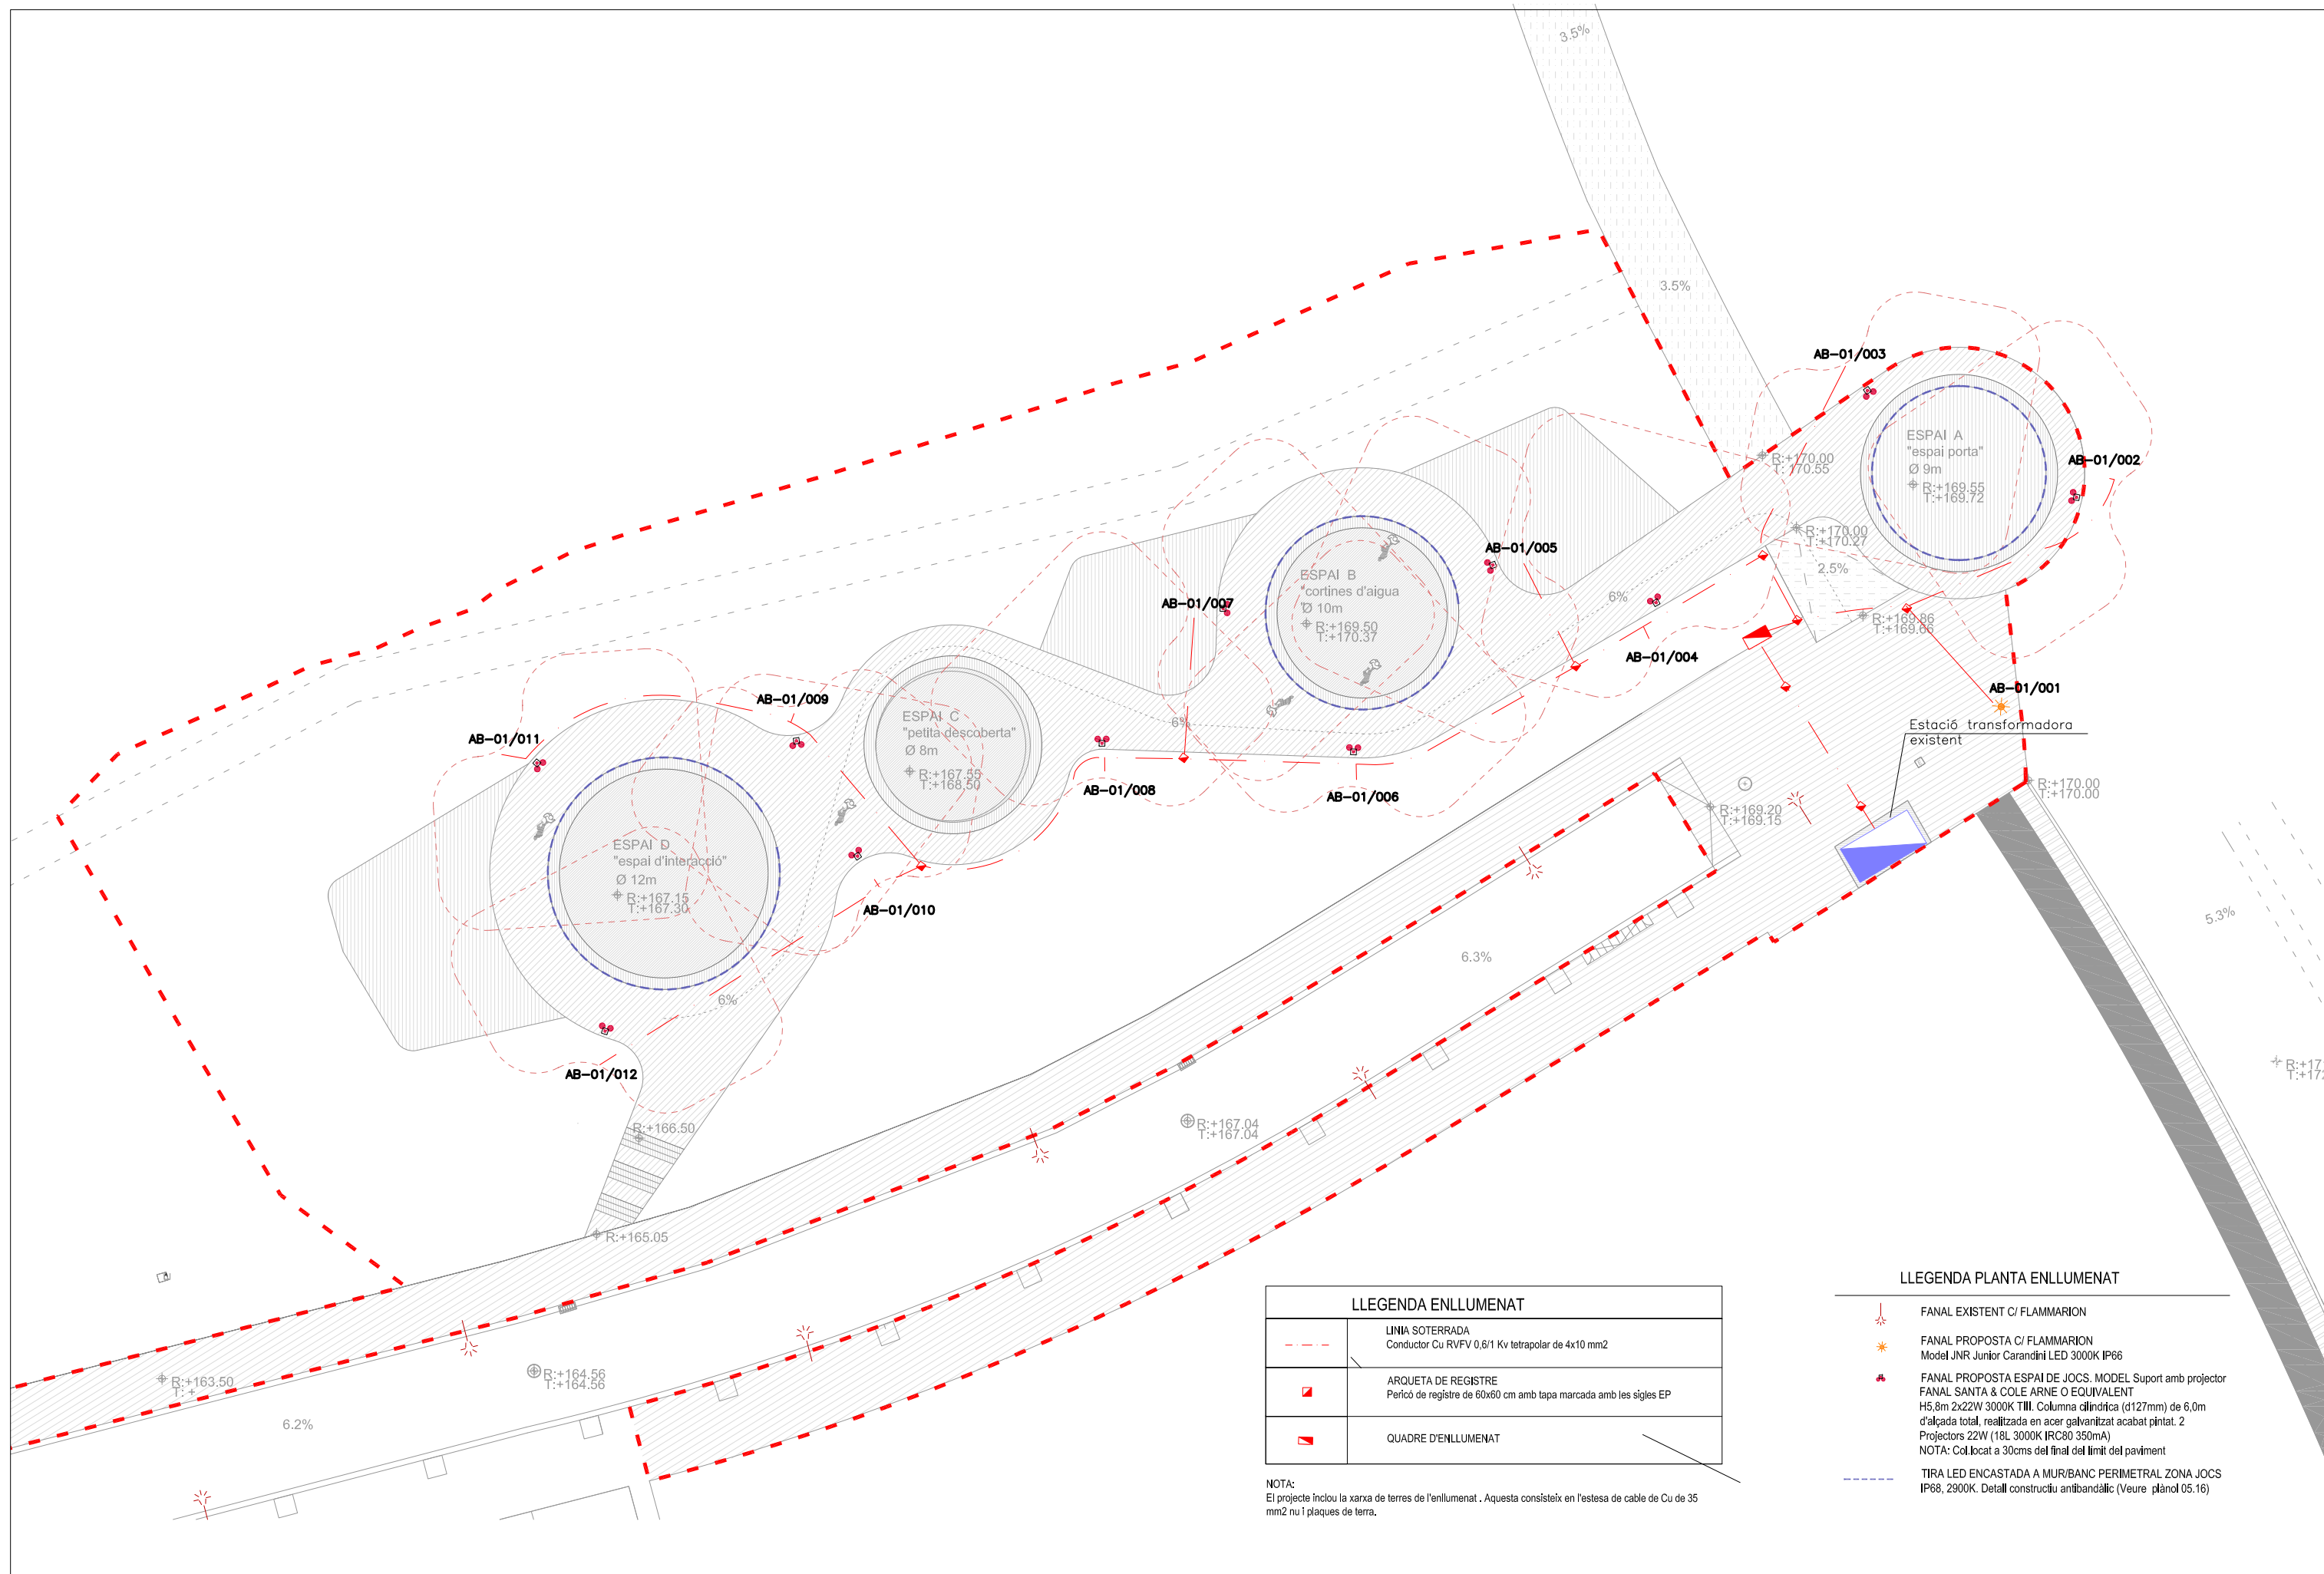 3.5%
3.5%
AB-01/003
ESPAI A
"espai porta"
Ø 9m
R:+169.55
T:+169.72
AB-01/002
R:+170.00
T: 170.55
R:+170.00
T:+170.27
2.5%
AB-01/005
ESPAI B
"cortines d'aigua
Ø 10m
R:+169.50
T:+170.37
6%
AB-01/007
R:+169.86
T:+169.66
AB-01/004
AB-01/001
Estació transformadora
existent
AB-01/009
ESPAI C
"petita descoberta"
Ø 8m
R:+167.55
T:+168.50
6%
AB-01/011
AB-01/008
AB-01/006
R:+170.00
T:+170.00
R:+169.20
T:+169.15
ESPAI D
"espai d'interacció"
Ø 12m
R:+167.15
T:+167.30
AB-01/010
5.3%
6.3%
6%
AB-01/012
R:+17
T:+172
R:+166.50
R:+167.04
T:+167.04
R:+165.05
R:+164.56
T:+164.56
R:+163.50
T: +
6.2%
LLEGENDA ENLLUMENAT
LINIA SOTERRADA
Conductor Cu RVFV 0,6/1 Kv tetrapolar de 4x10 mm2
ARQUETA DE REGISTRE
Pericó de registre de 60x60 cm amb tapa marcada amb les sigles EP
QUADRE D'ENLLUMENAT
NOTA:
El projecte inclou la xarxa de terres de l'enllumenat . Aquesta consisteix en l'estesa de cable de Cu de 35
mm2 nu i plaques de terra.
LLEGENDA PLANTA ENLLUMENAT
FANAL EXISTENT C/ FLAMMARION
FANAL PROPOSTA C/ FLAMMARION
Model JNR Junior Carandini LED 3000K IP66
FANAL PROPOSTA ESPAI DE JOCS. MODEL Suport amb projector
FANAL SANTA & COLE ARNE O EQUIVALENT
H5,8m 2x22W 3000K TIII. Columna cilíndrica (d127mm) de 6,0m
d'alçada total, realitzada en acer galvanitzat acabat pintat. 2
Projectors 22W (18L 3000K IRC80 350mA)
NOTA: Col.locat a 30cms del final del límit del paviment
TIRA LED ENCASTADA A MUR/BANC PERIMETRAL ZONA JOCS
IP68, 2900K. Detall constructiu antibandàlic (Veure plànol 05.16)